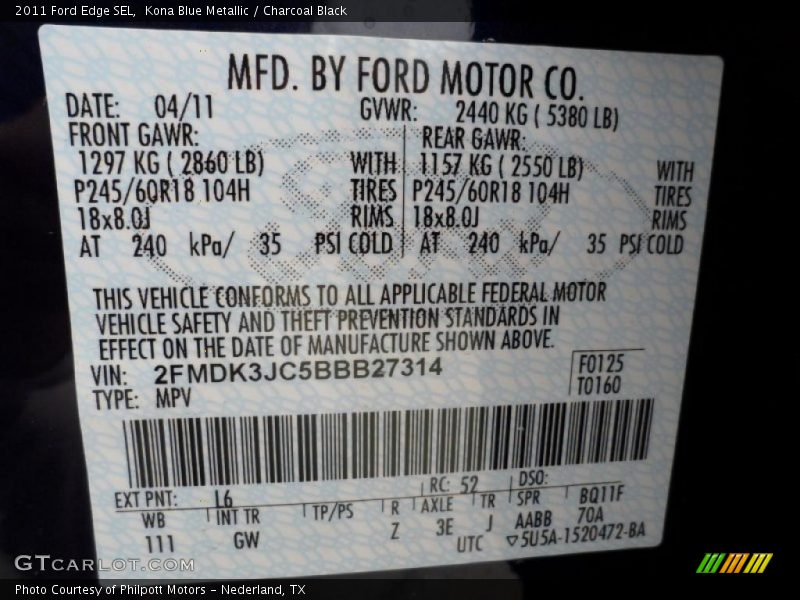 2011 Ford Edge SEL, Kona Blue Metallic / Charcoal Black
MFD. BY FORD MOTOR CO.
DATE: 04/11 GVWR: 2440 KG ( 5380 LB)
FRONT GAWR: REAR GAWR:
1297 KG ( 2860 LB) WITH 1157 KG ( 2550 LB) WITH
P245/60R18 104H TIRES P245/60R18 104H TIRES
18x8.0J RIMS 18x8.0J RIMS
AT 240 kPa/ 35 PSI COLD AT 240 kPa/ 35 PSI COLD
THIS VEHICLE CONFORMS TO ALL APPLICABLE FEDERAL MOTOR
VEHICLE SAFETY AND THEFT PREVENTION STANDARDS IN
EFFECT ON THE DATE OF MANUFACTURE SHOWN ABOVE.
VIN: 2FMDK3JC5BBB27314 F0125
TYPE: MPV T0160
EXT PNT: L6 RC: 52 DSO:
WB INT TR TP/PS R AXLE TR SPR BQ11F
111 GW Z 3E J AABB 70A
UTC ▽5U5A-1520472-BA
GTCarLot.com
Photo Courtesy of Philpott Motors - Nederland, TX